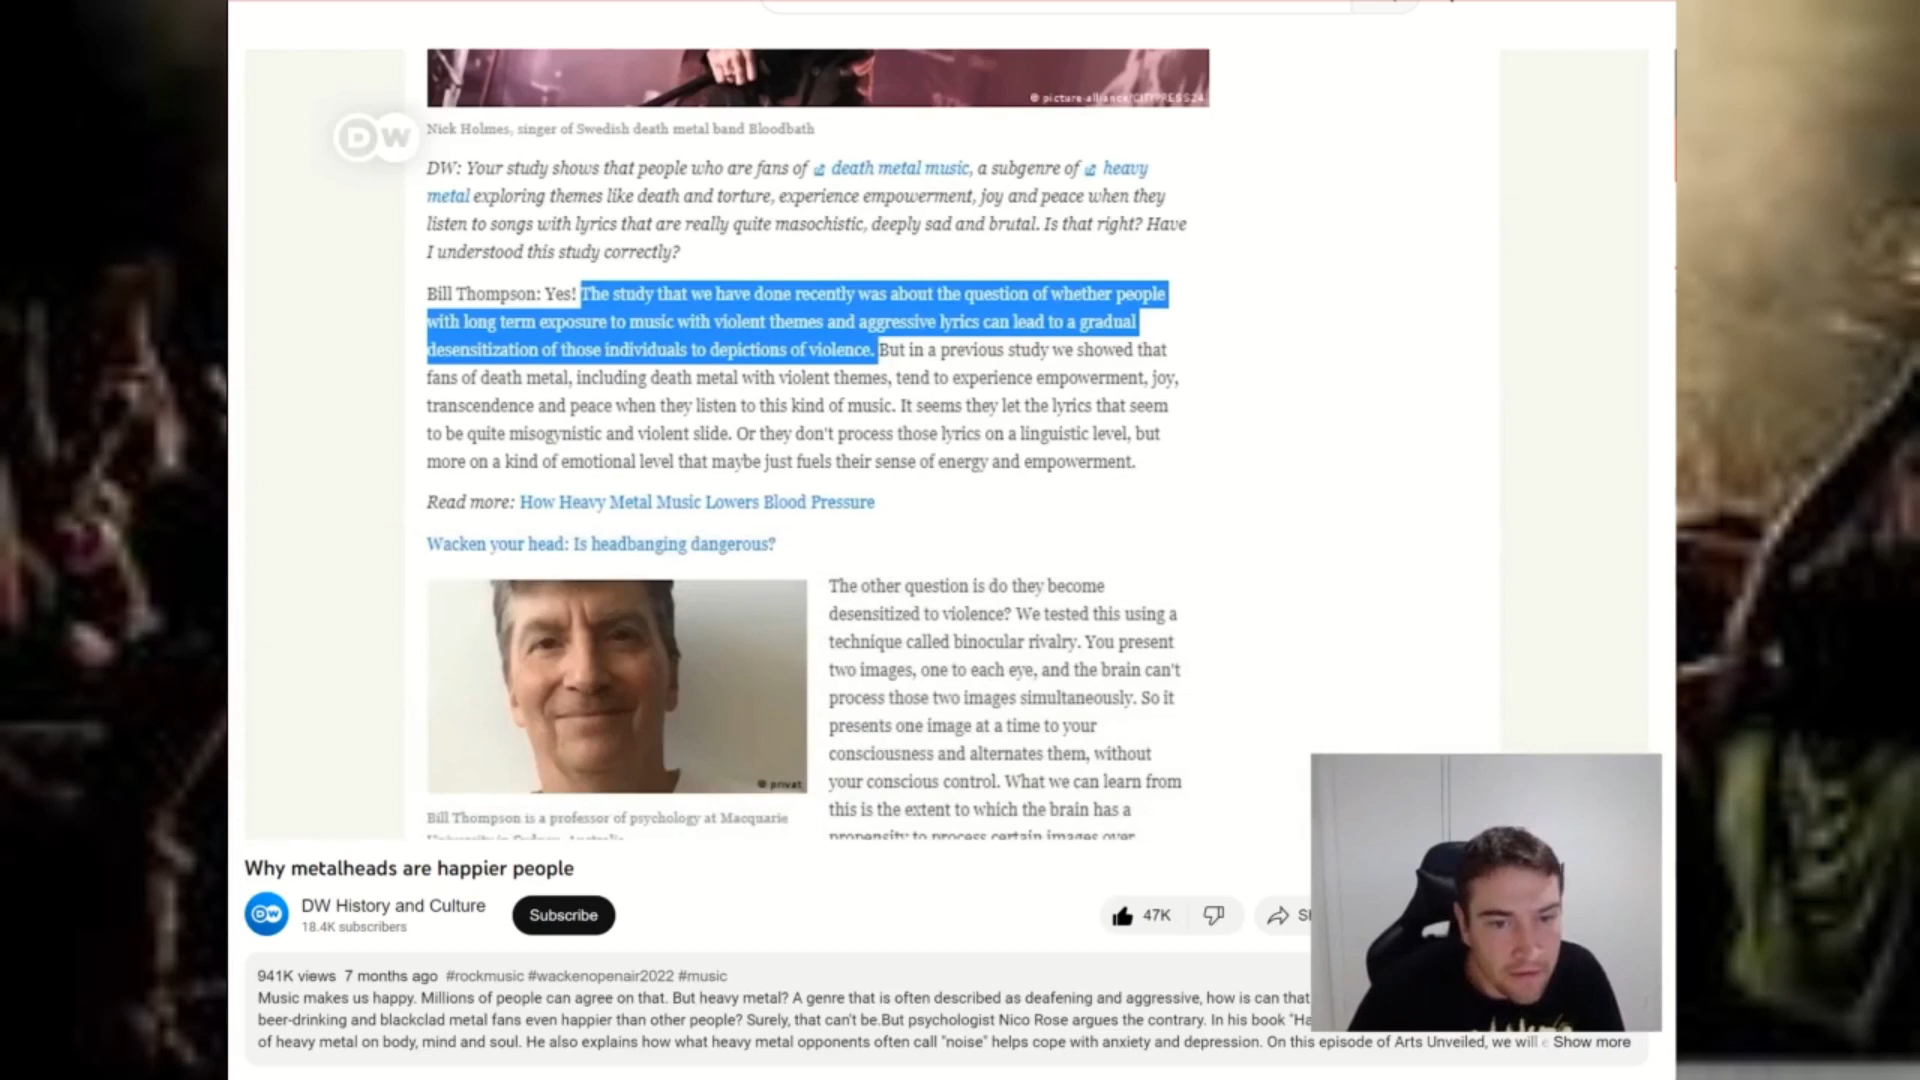 © picture-alliance/CITYPRESS24
DW
Nick Holmes, singer of Swedish death metal band Bloodbath
DW: Your study shows that people who are fans of death metal music, a subgenre of heavy
metal exploring themes like death and torture, experience empowerment, joy and peace when they
listen to songs with lyrics that are really quite masochistic, deeply sad and brutal. Is that right? Have
I understood this study correctly?
Bill Thompson: Yes! The study that we have done recently was about the question of whether people
with long term exposure to music with violent themes and aggressive lyrics can lead to a gradual
desensitization of those individuals to depictions of violence. But in a previous study we showed that
fans of death metal, including death metal with violent themes, tend to experience empowerment, joy,
transcendence and peace when they listen to this kind of music. It seems they let the lyrics that seem
to be quite misogynistic and violent slide. Or they don't process those lyrics on a linguistic level, but
more on a kind of emotional level that maybe just fuels their sense of energy and empowerment.
Read more: How Heavy Metal Music Lowers Blood Pressure
Wacken your head: Is headbanging dangerous?
The other question is do they become
desensitized to violence? We tested this using a
technique called binocular rivalry. You present
two images, one to each eye, and the brain can't
process those two images simultaneously. So it
presents one image at a time to your
consciousness and alternates them, without
your conscious control. What we can learn from
this is the extent to which the brain has a
propensity to process certain images over
© privat
Bill Thompson is a professor of psychology at Macquarie
University in Sydney, Australia
Why metalheads are happier people
DW
DW History and Culture
18.4K subscribers
Subscribe
47K
941K views 7 months ago #rockmusic #wackenopenair2022 #music
Music makes us happy. Millions of people can agree on that. But heavy metal? A genre that is often described as deafening and aggressive, how is can that
beer-drinking and blackclad metal fans even happier than other people? Surely, that can't be.But psychologist Nico Rose argues the contrary. In his book
of heavy metal on body, mind and soul. He also explains how what heavy metal opponents often call "noise" helps cope with anxiety and depression. On this episode of Arts Unveiled, we will Show more